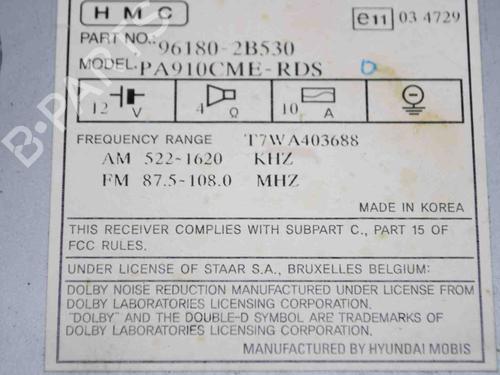 HMC
e11 03 4729
PART NO.: 96180-2B530
MODEL: PA910CME-RDS
12 V 4 Ω 10 A
FREQUENCY RANGE T7WA403688
AM 522~1620 KHZ
FM 87.5~108.0 MHZ
MADE IN KOREA
THIS RECEIVER COMPLIES WITH SUBPART C., PART 15 OF
FCC RULES.
UNDER LICENSE OF STAAR S.A., BRUXELLES BELGIUM:
DOLBY NOISE REDUCTION MANUFACTURED UNDER LICENSE FROM
DOLBY LABORATORIES LICENSING CORPORATION.
"DOLBY" AND THE DOUBLE-D SYMBOL ARE TRADEMARKS OF
DOLBY LABORATORIES LICENSING CORPORATION.
MANUFACTURED BY HYUNDAI MOBIS
B-PARTS